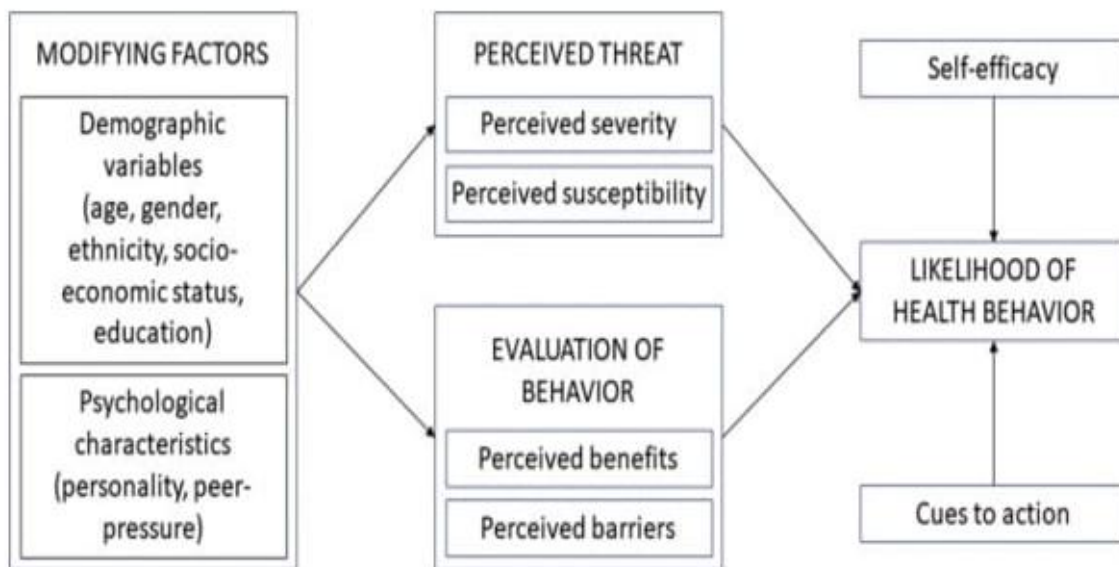 MODIFYING FACTORS
Demographic
variables
(age, gender,
ethnicity, socio-
economic status,
education)
Psychological
characteristics
(personality, peer-
pressure)
PERCEIVED THREAT
Perceived severity
Perceived susceptibility
EVALUATION OF
BEHAVIOR
Perceived benefits
Perceived barriers
Self-efficacy
LIKELIHOOD OF
HEALTH BEHAVIOR
Cues to action